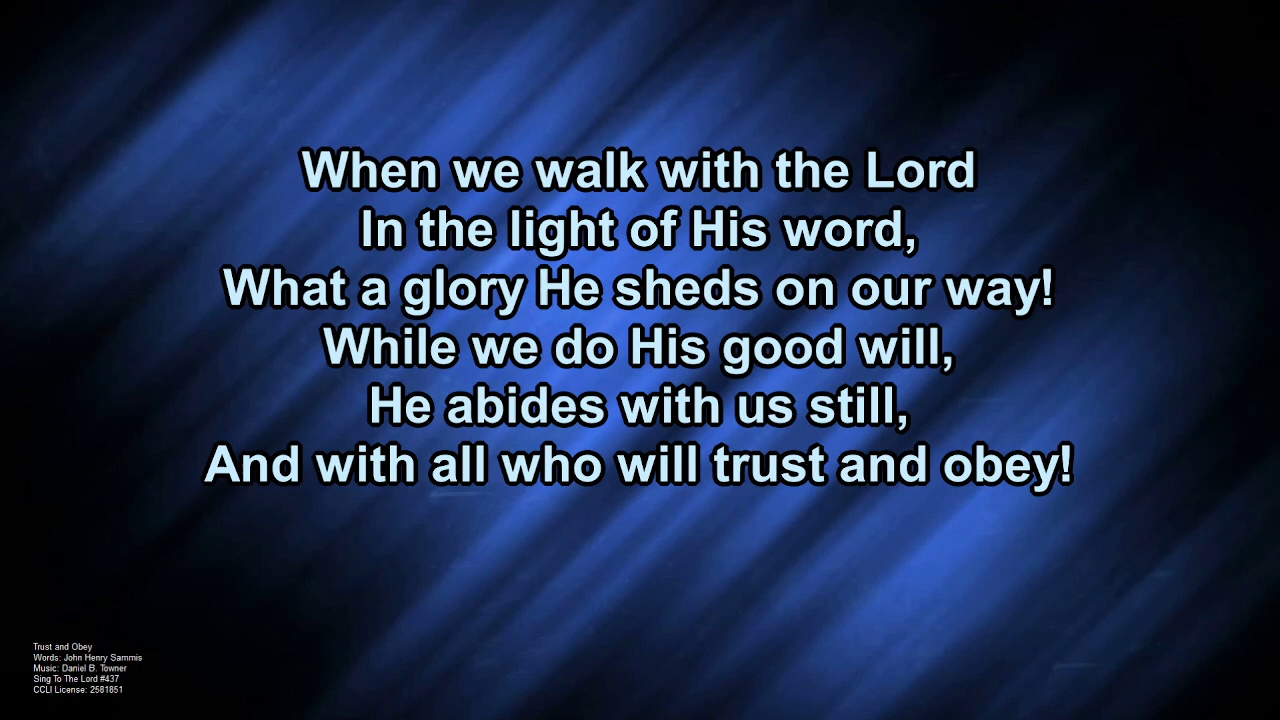 When we walk with the Lord
In the light of His word,
What a glory He sheds on our way!
While we do His good will,
He abides with us still,
And with all who will trust and obey!
Trust and Obey
Words: John Henry Sammis
Music: Daniel B. Towner
Sing To The Lord #437
CCLI License: 2581851